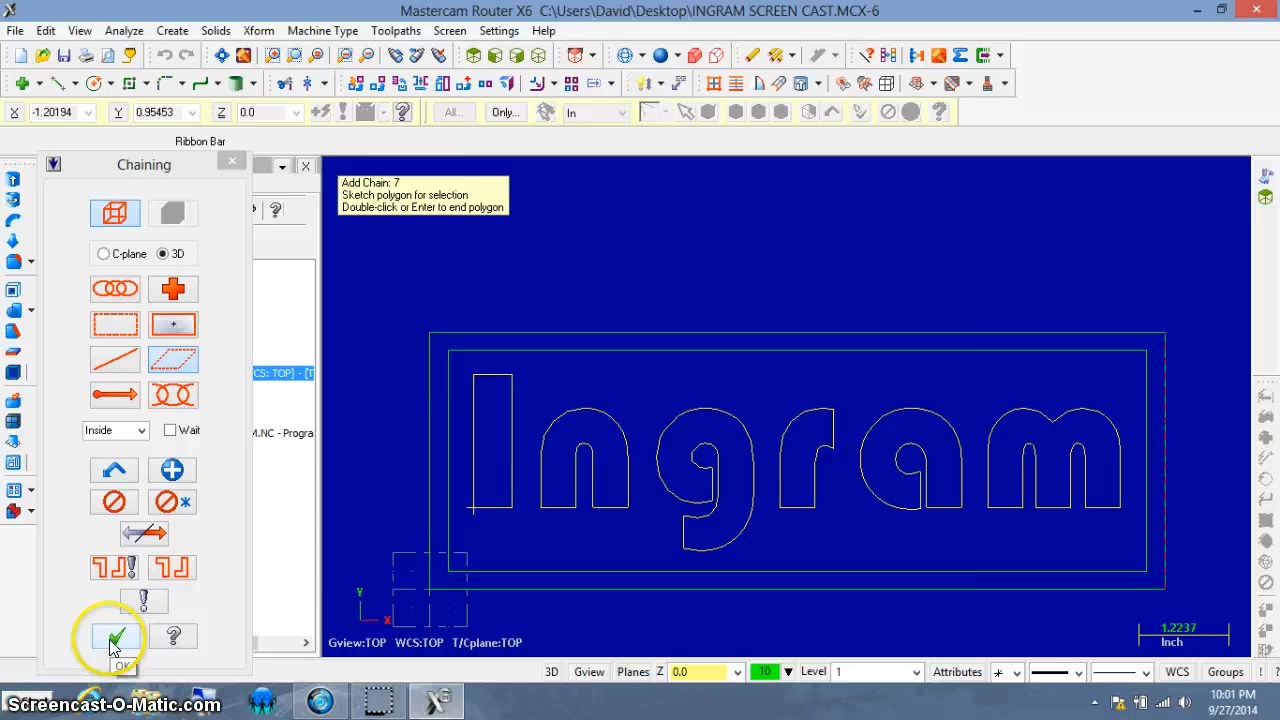 Mastercam Router X6 C:\Users\David\Desktop\INGRAM SCREEN CAST.MCX-6
File Edit View Analyze Create Solids Xform Machine Type Toolpaths Screen Settings Help
X -1.20194 Y 0.95453 Z 0.0 All... Only... In
Ribbon Bar
Chaining
Add Chain: 7
Sketch polygon for selection
Double-click or Enter to end polygon
C-plane 3D
CS: TOP] - [T
Inside Wait
M.NC - Progra
Ingram
OK
Y
X
Gview:TOP WCS:TOP T/Cplane:TOP
1.2237
Inch
3D Gview Planes Z 0.0 10 Level 1 Attributes WCS Groups ?
Screencast-O-Matic.com
10:01 PM
9/27/2014